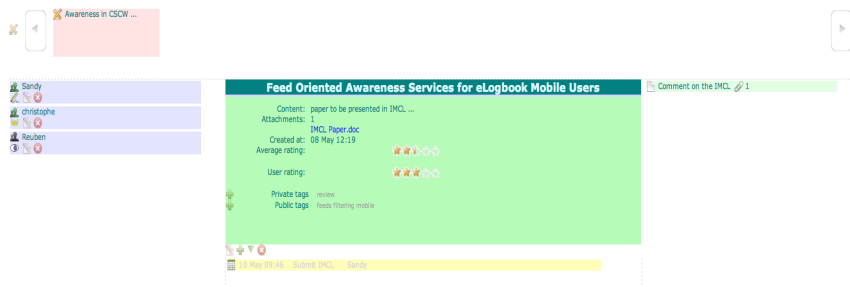 Awareness in CSCW ...
Sandy
christophe
Reuben
Feed Oriented Awareness Services for eLogbook Mobile Users
Content: paper to be presented in IMCL ...
Attachments: 1
IMCL Paper.doc
Created at: 08 May 12:19
Average rating:
User rating:
Private tags review
Public tags feeds filtering mobile
10 May 09:48 Submit IMCL Sandy
Comment on the IMCL 1